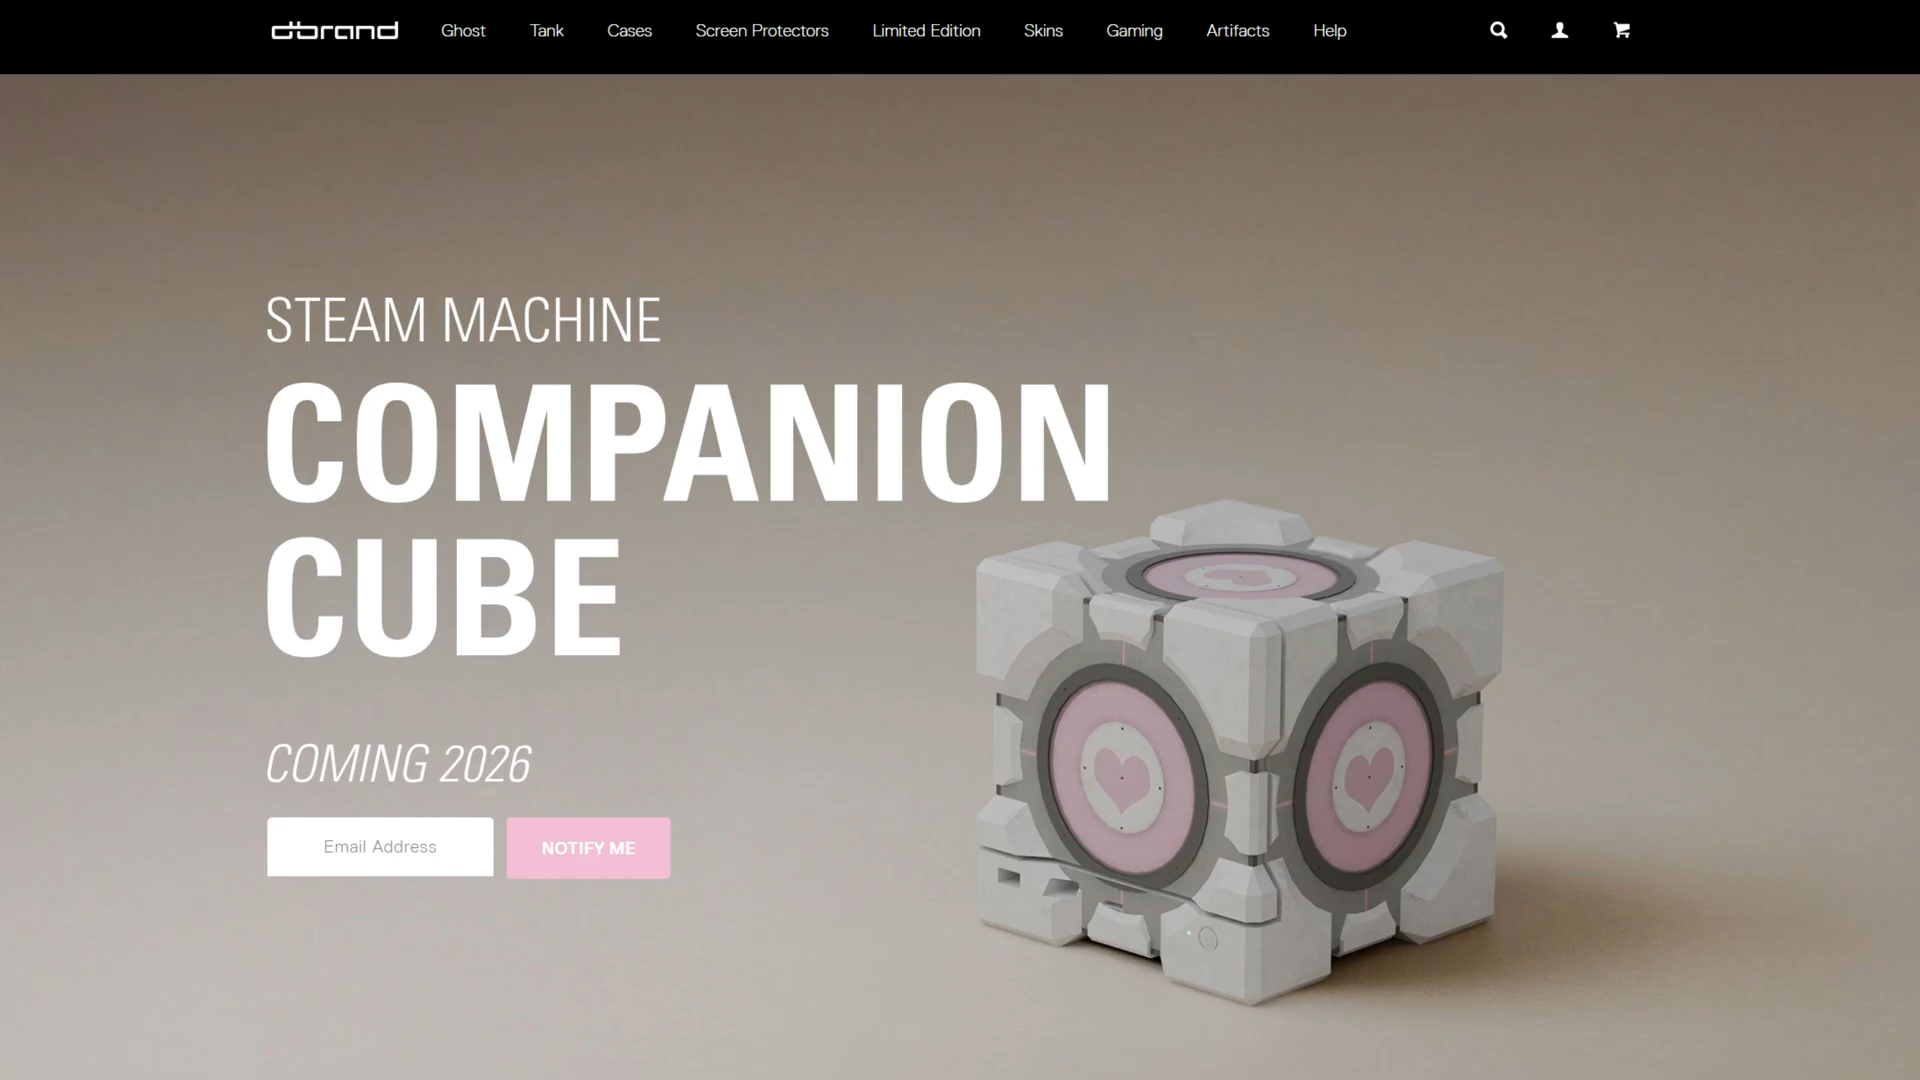 dbrand
Ghost
Tank
Cases
Screen Protectors
Limited Edition
Skins
Gaming
Artifacts
Help
STEAM MACHINE
COMPANION
CUBE
COMING 2026
Email Address
NOTIFY ME